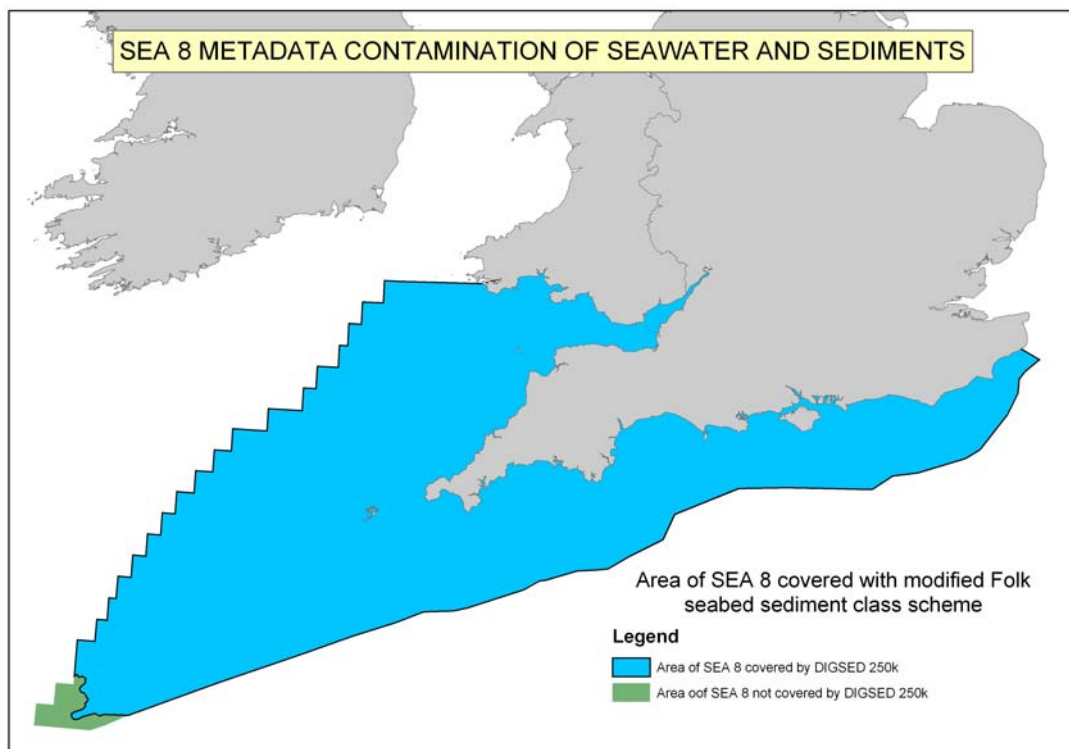 SEA 8 METADATA CONTAMINATION OF SEAWATER AND SEDIMENTS
Area of SEA 8 covered with modified Folk
seabed sediment class scheme
Legend
Area of SEA 8 covered by DIGSED 250k
Area oof SEA 8 not covered by DIGSED 250k